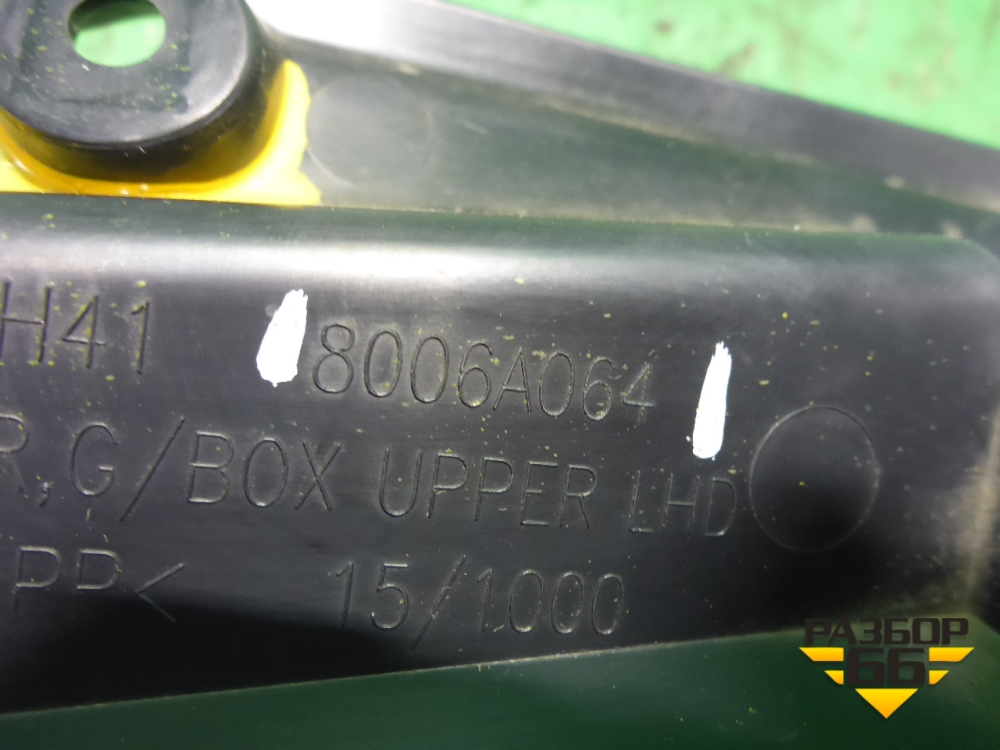 H41 8006A064
R,G/BOX UPPER LHD
PP< 15/1000
РАЗБОР
66